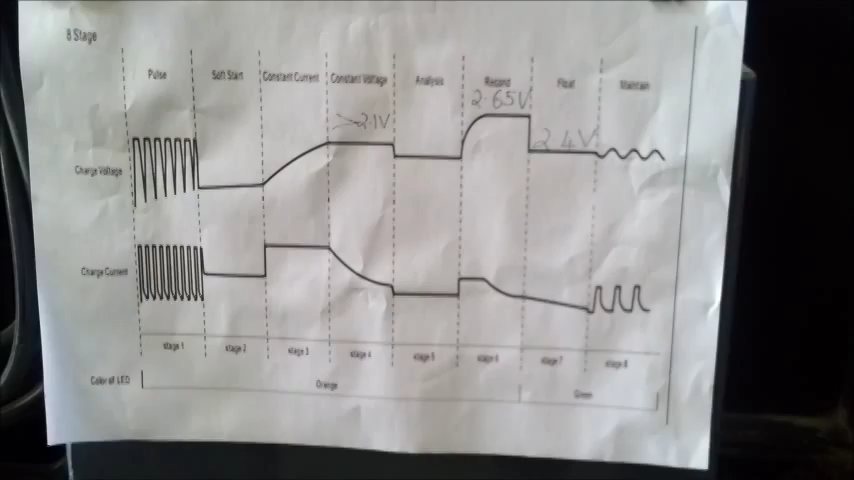 8 Stage
Pulse Soft Start Constant Current Constant Voltage Analysis Recond Float Maintain
2.65V
>2.1V
2.4V
Charge Voltage
Charge Current
stage 1 stage 2 stage 3 stage 4 stage 5 stage 6 stage 7 stage 8
Color of LED Orange Green